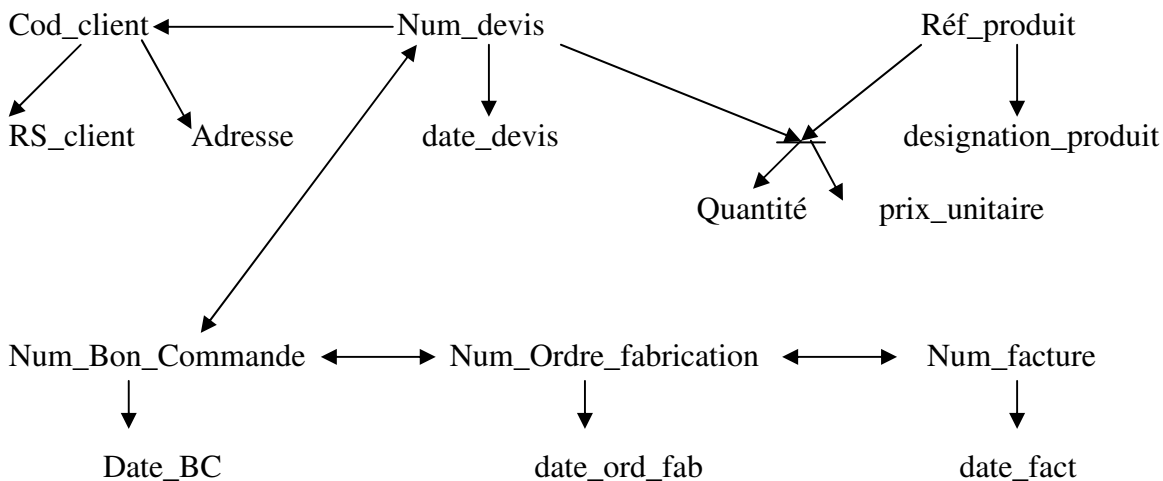 Cod_client Num_devis Réf_produit
RS_client Adresse date_devis designation_produit
Quantité prix_unitaire
Num_Bon_Commande Num_Ordre_fabrication Num_facture
Date_BC date_ord_fab date_fact